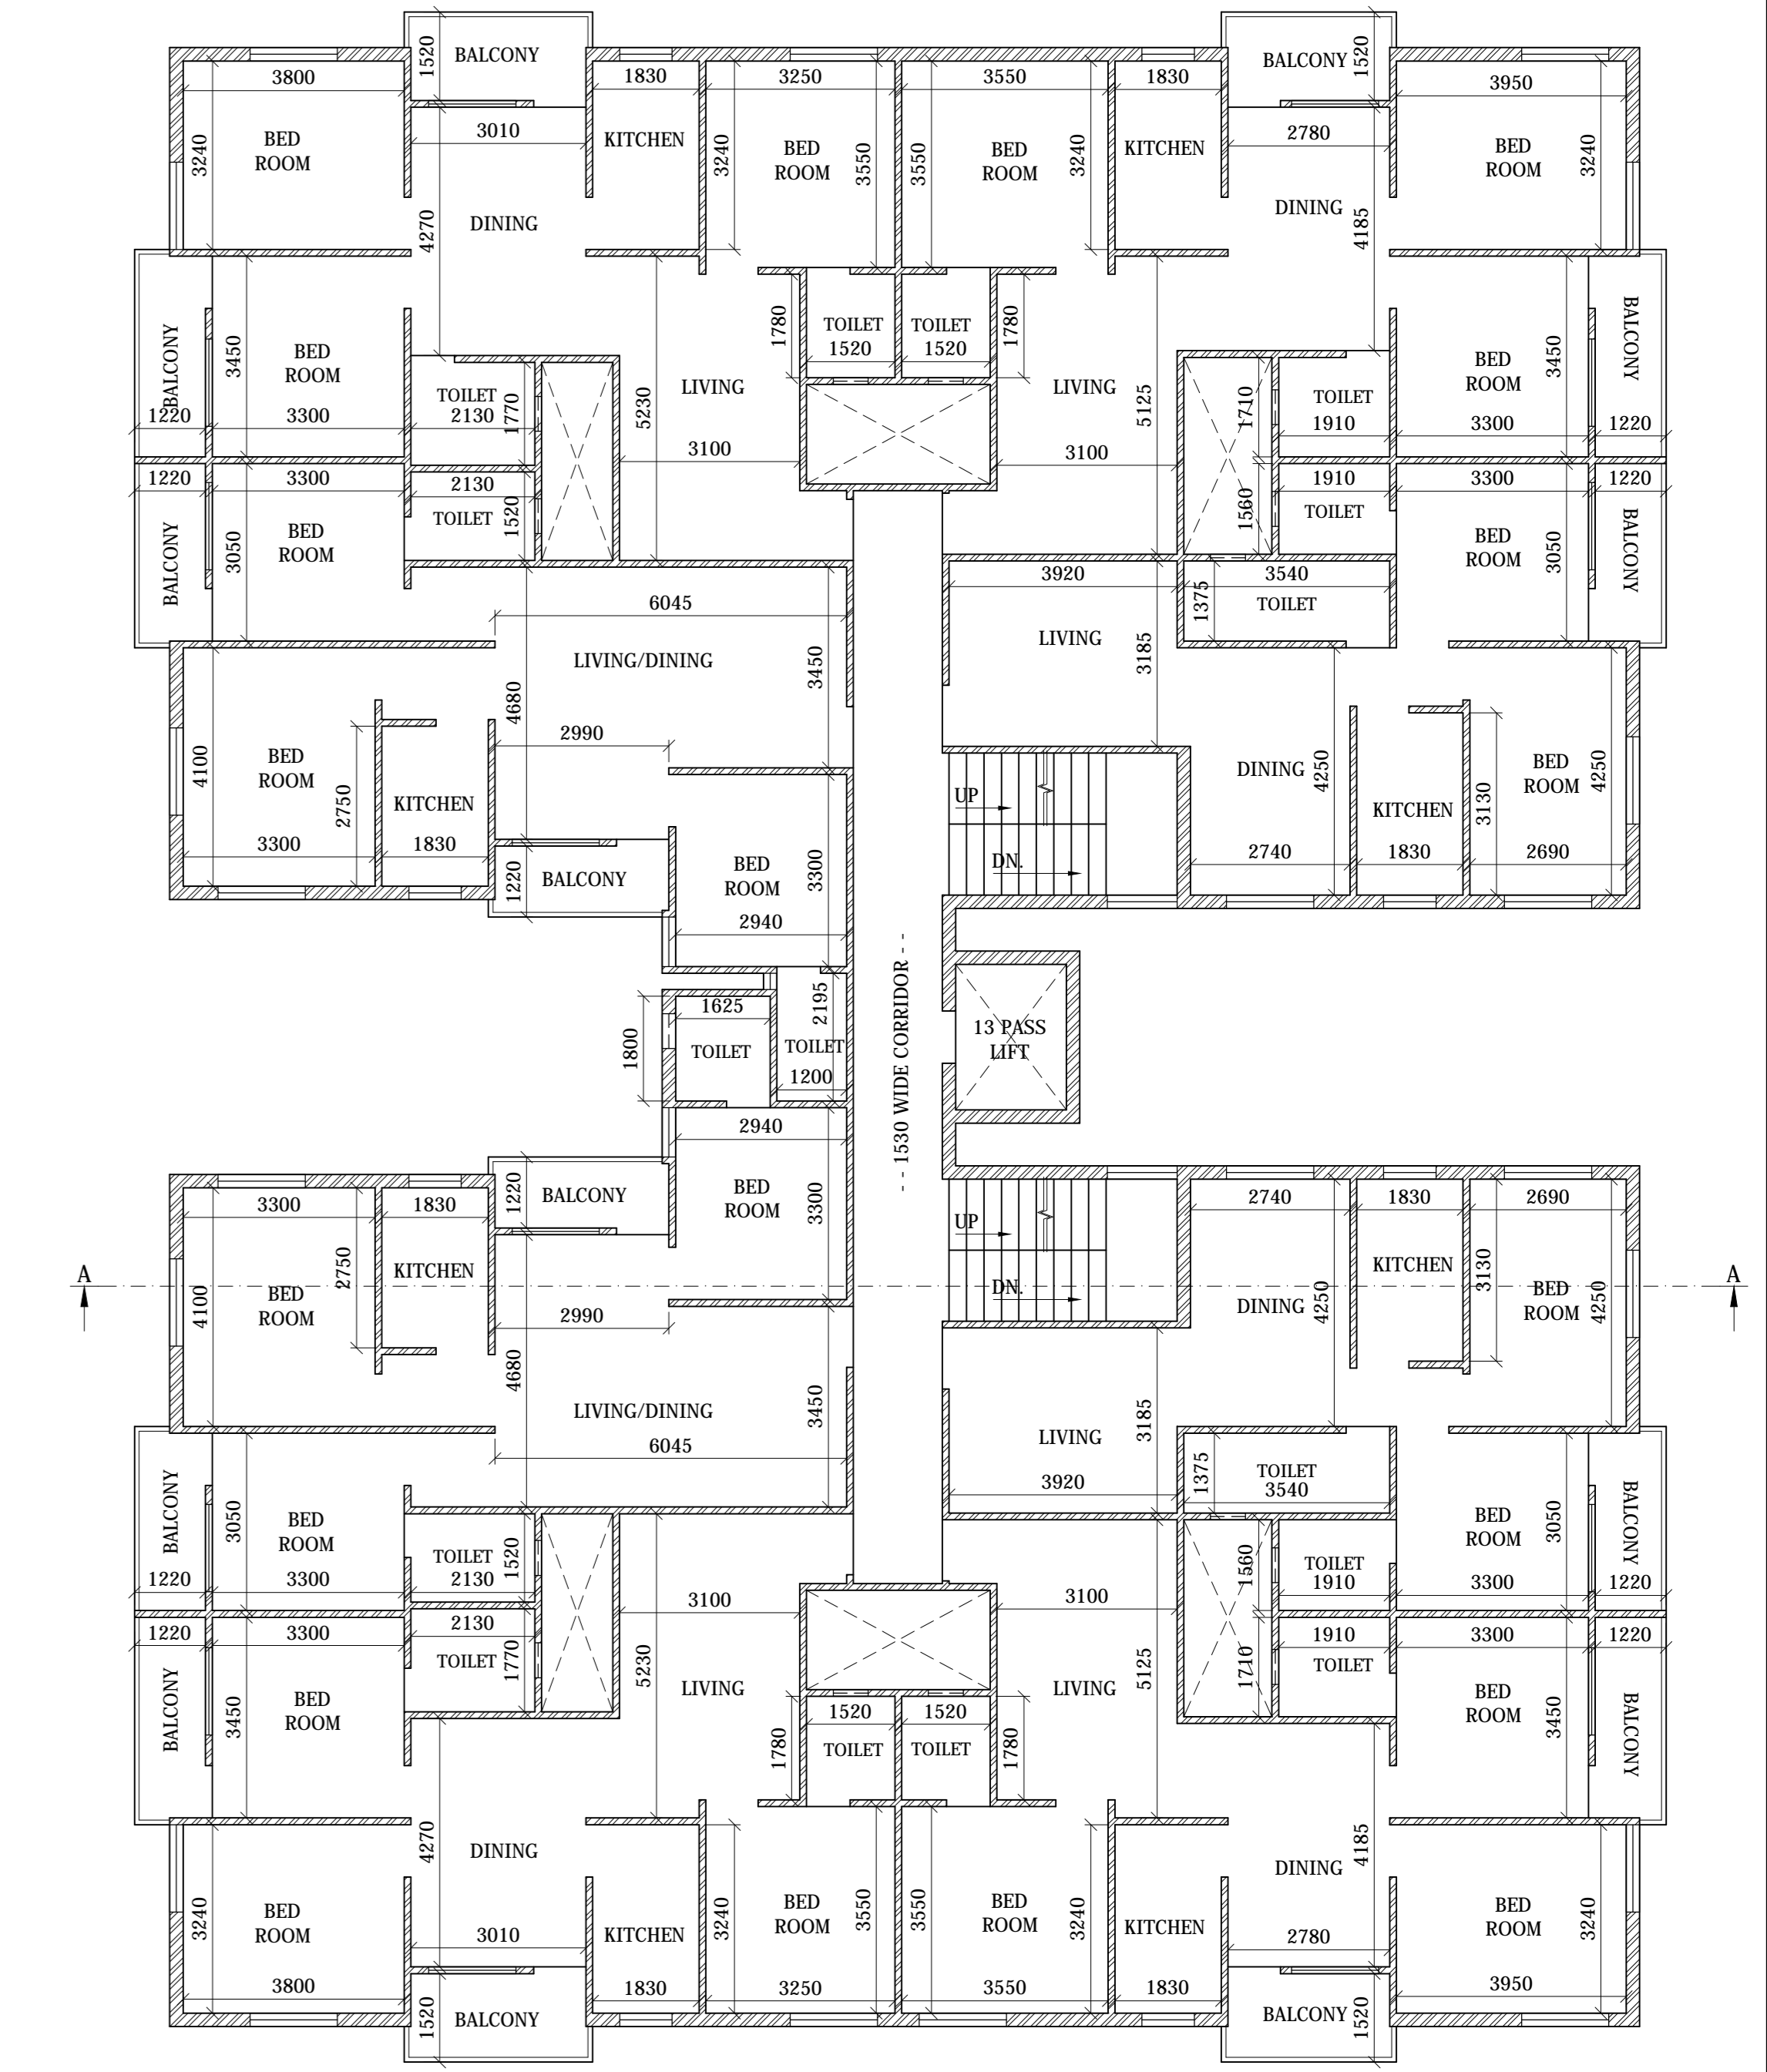 1520
BALCONY
BALCONY
1520
3800
1830
3250
3550
1830
3950
3240
BED
ROOM
3010
KITCHEN
3240
BED
ROOM
3550
3550
BED
ROOM
3240
KITCHEN
2780
BED
ROOM
3240
DINING
4270
DINING
4185
BALCONY
3450
BED
ROOM
TOILET
1770
1220
3300
2130
5230
LIVING
3100
1780
TOILET
1520
TOILET
1520
1780
LIVING
3100
5125
1710
TOILET
1910
BED
ROOM
3450
3300
1220
BALCONY
1220
3300
2130
1910
3300
1220
BALCONY
3050
BED
ROOM
TOILET
1520
1560
TOILET
BED
ROOM
3050
BALCONY
6045
3920
1375
3540
TOILET
LIVING/DINING
3450
LIVING
3185
4680
2990
4100
BED
ROOM
2750
KITCHEN
3300
1830
1220
BALCONY
BED
ROOM
3300
2940
UP
DN.
DINING
4250
KITCHEN
3130
BED
ROOM
4250
2740
1830
2690
1625
2195
1800
TOILET
TOILET
1200
-- 1530 WIDE CORRIDOR --
13 PASS
LIFT
2940
3300
1830
1220
BALCONY
BED
ROOM
3300
2740
1830
2690
UP
DN.
A
4100
BED
ROOM
2750
KITCHEN
2990
DINING
4250
KITCHEN
3130
BED
ROOM
4250
A
4680
LIVING/DINING
3450
6045
LIVING
3185
3920
1375
TOILET
3540
BALCONY
3050
BED
ROOM
TOILET
1520
1220
3300
2130
1560
TOILET
1910
BED
ROOM
3050
3300
1220
BALCONY
3100
3100
1220
3300
2130
1910
3300
1220
BALCONY
3450
BED
ROOM
TOILET
1770
5230
LIVING
1780
1520
TOILET
1520
TOILET
1780
LIVING
5125
1710
TOILET
BED
ROOM
3450
BALCONY
DINING
4270
DINING
4185
3240
BED
ROOM
3010
KITCHEN
3240
BED
ROOM
3550
3550
BED
ROOM
3240
KITCHEN
2780
BED
ROOM
3240
3800
1830
3250
3550
1830
3950
1520
BALCONY
BALCONY
1520